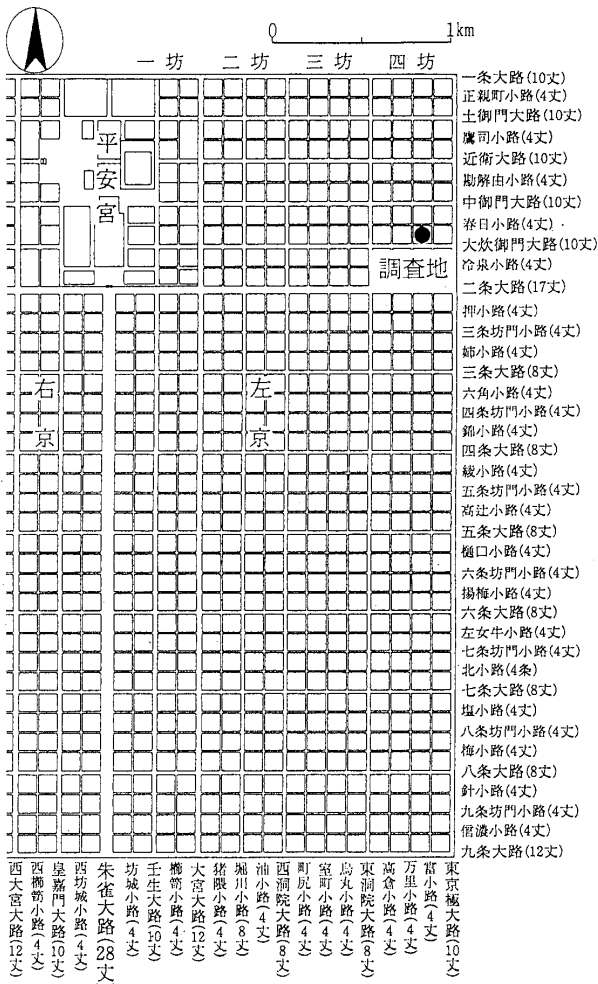 0 1km
一坊 二坊 三坊 四坊
一条大路(10丈)
正親町小路(4丈)
土御門大路(10丈)
鷹司小路(4丈)
近衛大路(10丈)
勘解由小路(4丈)
中御門大路(10丈)
春日小路(4丈)
大炊御門大路(10丈)
冷泉小路(4丈)
二条大路(17丈)
押小路(4丈)
三条坊門小路(4丈)
姉小路(4丈)
三条大路(8丈)
六角小路(4丈)
四条坊門小路(4丈)
錦小路(4丈)
四条大路(8丈)
綾小路(4丈)
五条坊門小路(4丈)
高辻小路(4丈)
五条大路(8丈)
樋口小路(4丈)
六条坊門小路(4丈)
揚梅小路(4丈)
六条大路(8丈)
左女牛小路(4丈)
七条坊門小路(4丈)
北小路(4条)
七条大路(8丈)
塩小路(4丈)
八条坊門小路(4丈)
梅小路(4丈)
八条大路(8丈)
針小路(4丈)
九条坊門小路(4丈)
信濃小路(4丈)
九条大路(12丈)
平安宮
調査地
右京
左京
西大宮大路(12丈)
西櫛笥小路(4丈)
皇嘉門大路(10丈)
西坊城小路(4丈)
朱雀大路(28丈)
坊城小路(4丈)
壬生大路(10丈)
櫛笥小路(4丈)
大宮大路(12丈)
猪隈小路(4丈)
堀川小路(8丈)
油小路(4丈)
西洞院大路(8丈)
町尻小路(4丈)
室町小路(4丈)
烏丸小路(4丈)
東洞院大路(8丈)
高倉小路(4丈)
万里小路(4丈)
富小路(4丈)
東京極大路(10丈)